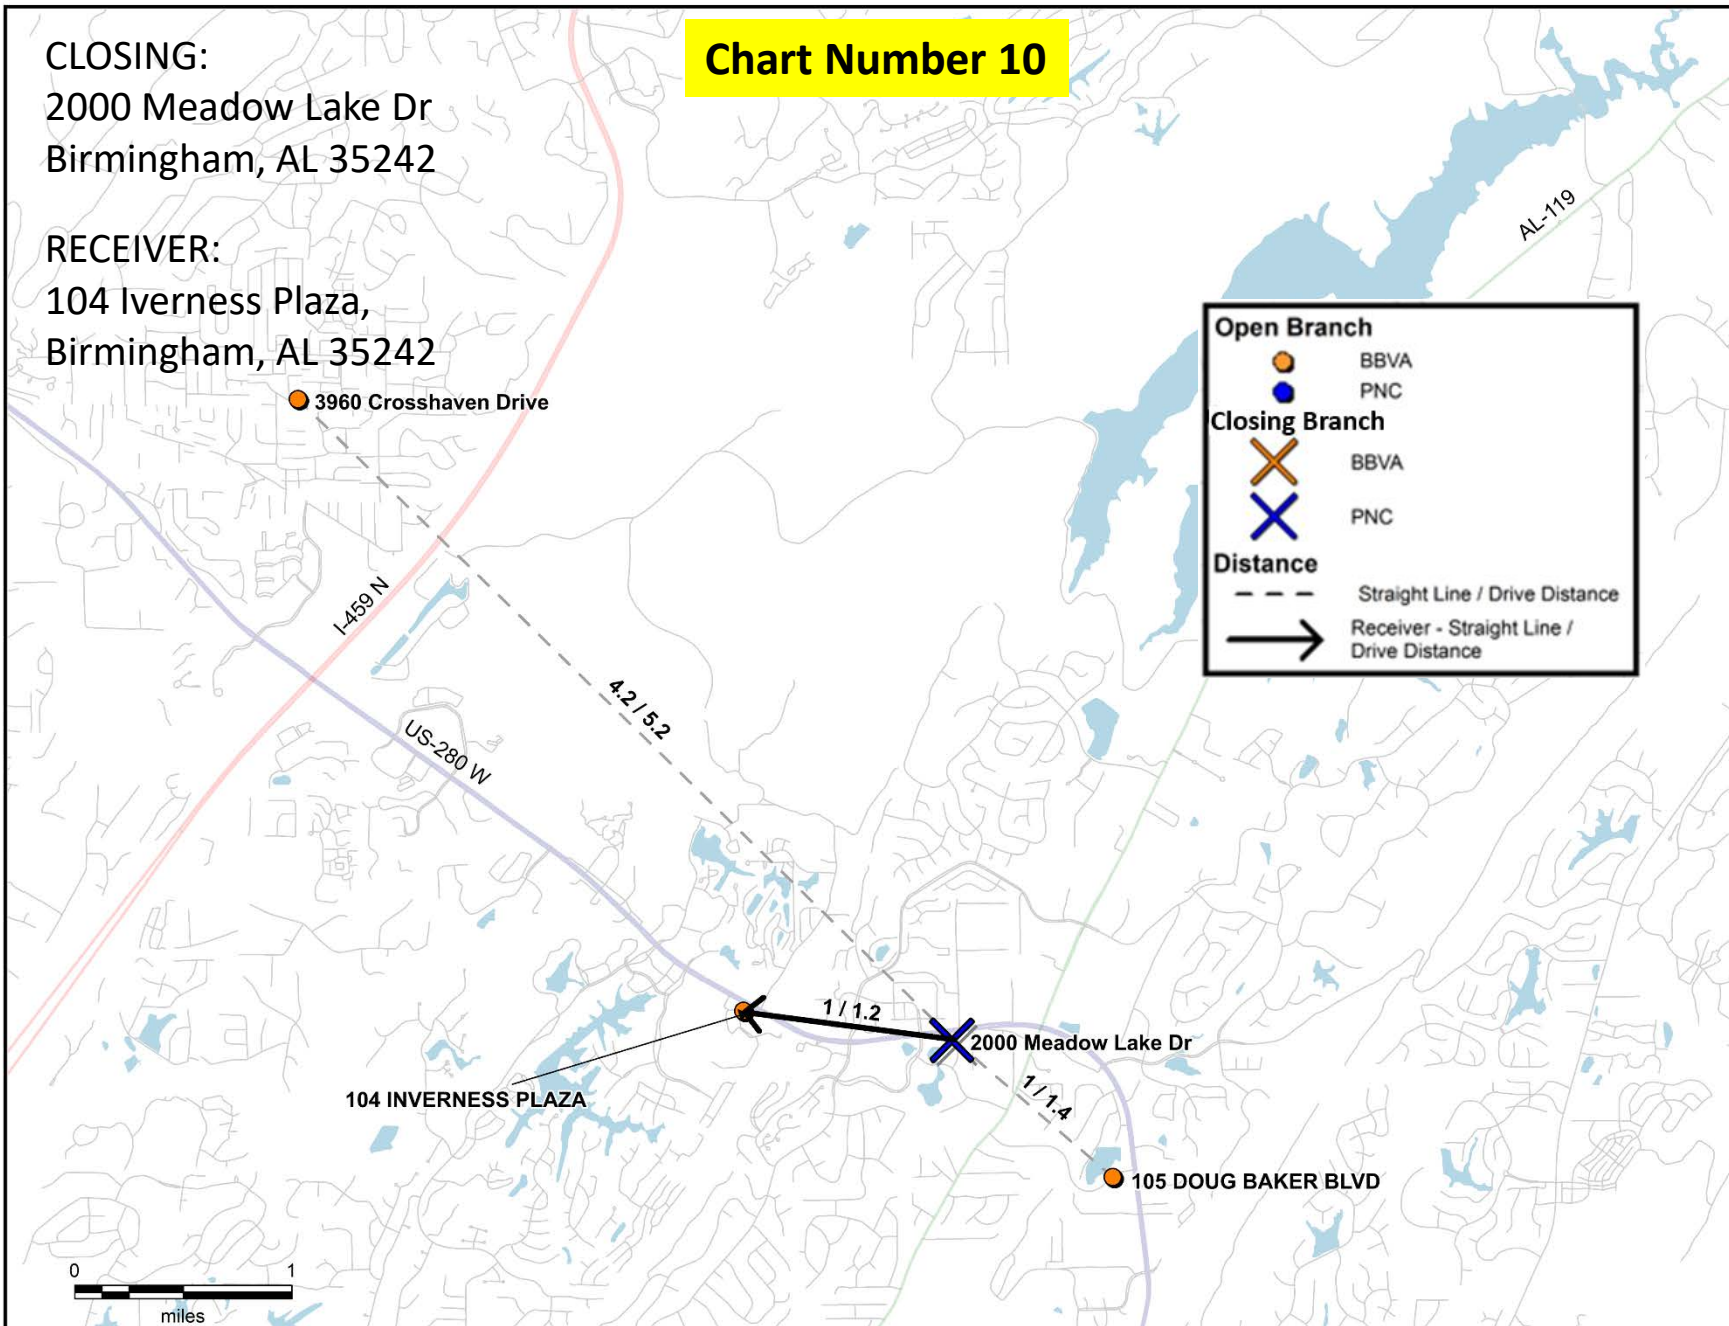 Chart Number 10
CLOSING:
2000 Meadow Lake Dr
Birmingham, AL 35242
RECEIVER:
104 Iverness Plaza,
Birmingham, AL 35242
3960 Crosshaven Drive
AL-119
Open Branch
BBVA
PNC
Closing Branch
BBVA
PNC
Distance
Straight Line / Drive Distance
Receiver - Straight Line /
Drive Distance
I-459 N
4.2 / 5.2
US-280 W
1 / 1.2
2000 Meadow Lake Dr
104 INVERNESS PLAZA
1 / 1.4
105 DOUG BAKER BLVD
0 1
miles